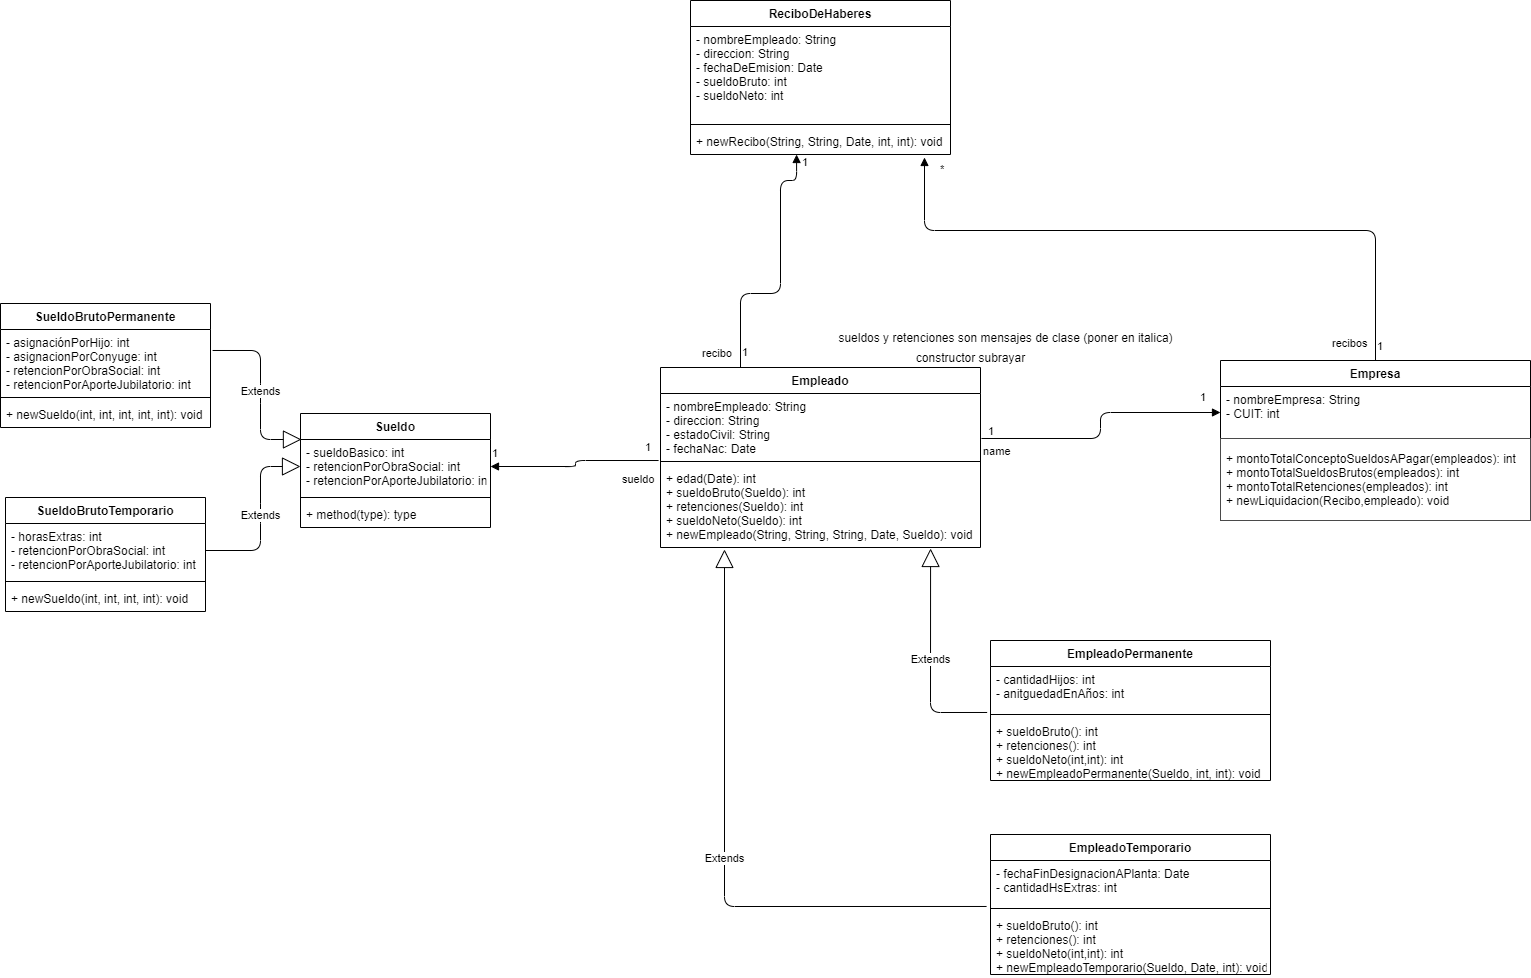 ReciboDeHaberes
- nombreEmpleado: String
- direccion: String
- fechaDeEmision: Date
- sueldoBruto: int
- sueldoNeto: int
+ newRecibo(String, String, Date, int, int): void
1
*
SueldoBrutoPermanente
- asignaciónPorHijo: int
- asignacionPorConyuge: int
- retencionPorObraSocial: int
- retencionPorAporteJubilatorio: int
+ newSueldo(int, int, int, int, int): void
Extends
SueldoBrutoTemporario
- horasExtras: int
- retencionPorObraSocial: int
- retencionPorAporteJubilatorio: int
+ newSueldo(int, int, int, int): void
Extends
Sueldo
- sueldoBasico: int
- retencionPorObraSocial: int
- retencionPorAporteJubilatorio: in
+ method(type): type
1
1
sueldo
recibo
1
sueldos y retenciones son mensajes de clase (poner en italica)
constructor subrayar
Empleado
- nombreEmpleado: String
- direccion: String
- estadoCivil: String
- fechaNac: Date
+ edad(Date): int
+ sueldoBruto(Sueldo): int
+ retenciones(Sueldo): int
+ sueldoNeto(Sueldo): int
+ newEmpleado(String, String, String, Date, Sueldo): void
1
name
1
recibos
1
Empresa
- nombreEmpresa: String
- CUIT: int
+ montoTotalConceptoSueldosAPagar(empleados): int
+ montoTotalSueldosBrutos(empleados): int
+ montoTotalRetenciones(empleados): int
+ newLiquidacion(Recibo,empleado): void
Extends
EmpleadoPermanente
- cantidadHijos: int
- anitguedadEnAños: int
+ sueldoBruto(): int
+ retenciones(): int
+ sueldoNeto(int,int): int
+ newEmpleadoPermanente(Sueldo, int, int): void
Extends
EmpleadoTemporario
- fechaFinDesignacionAPlanta: Date
- cantidadHsExtras: int
+ sueldoBruto(): int
+ retenciones(): int
+ sueldoNeto(int,int): int
+ newEmpleadoTemporario(Sueldo, Date, int): void